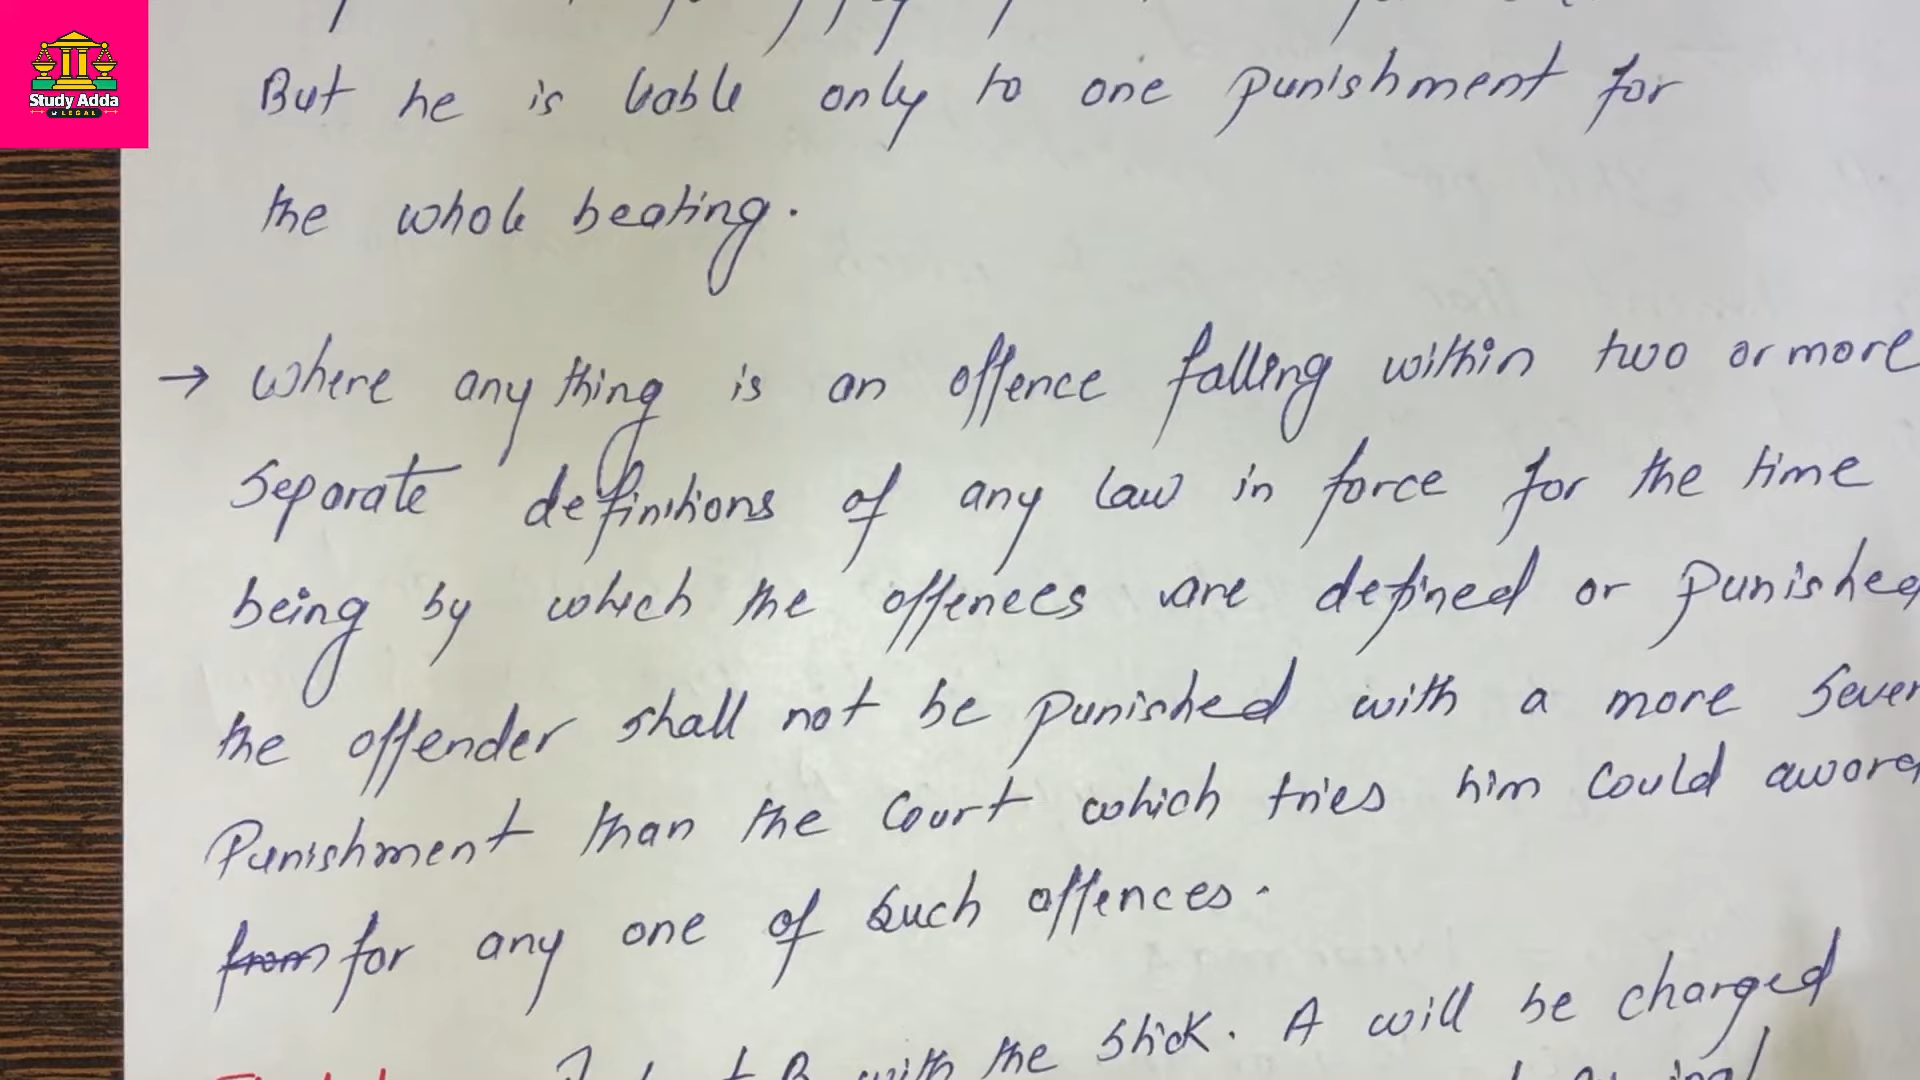 Study Adda
LEGAL
But he is liable only to one punishment for
the whole beating.
→ Where any thing is an offence falling within two or more
Separate definitions of any law in force for the time
being by which the offences are defined or punished
the offender shall not be punished with a more sever
Punishment than the Court which tries him could award
from for any one of such offences.
with the stick. A will be charged